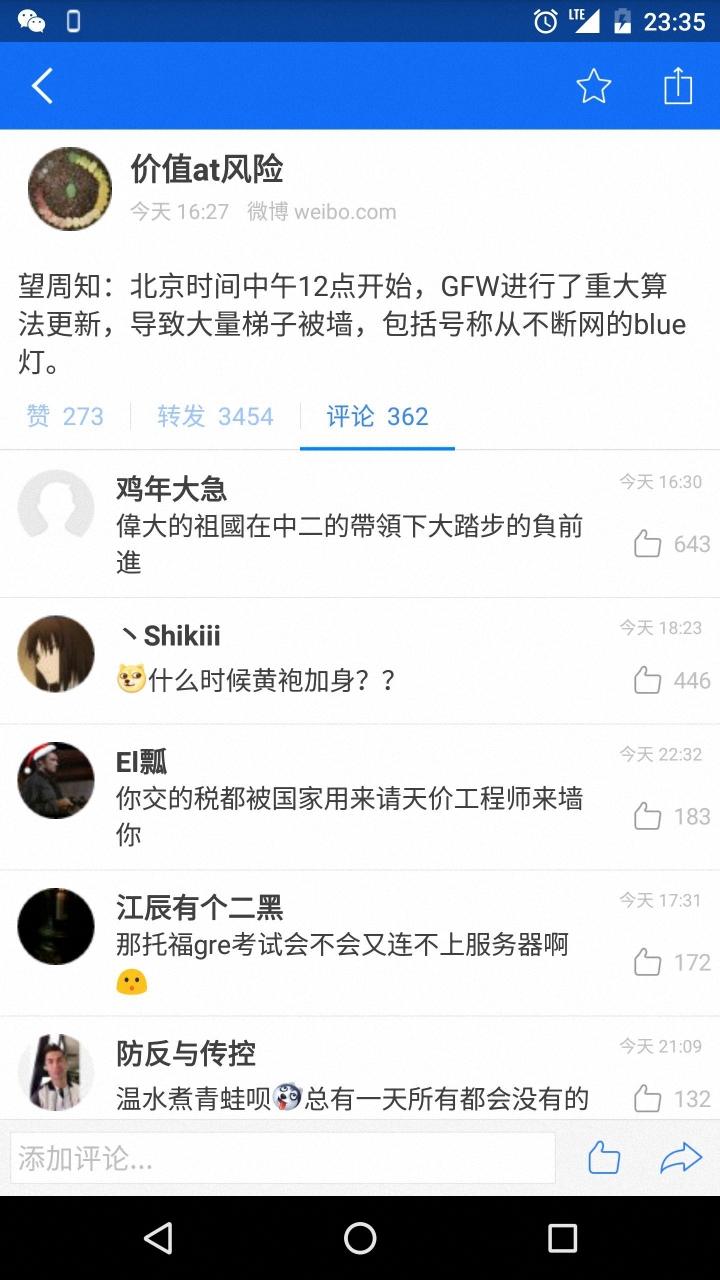 LTE 23:35
价值at风险
今天 16:27 微博 weibo.com
望周知：北京时间中午12点开始，GFW进行了重大算
法更新，导致大量梯子被墙，包括号称从不断网的blue
灯。
赞 273 转发 3454 评论 362
鸡年大急 今天 16:30
偉大的祖國在中二的帶領下大踏步的負前
進
643
丶Shikiii 今天 18:23
什么时候黄袍加身？？ 446
El瓢 今天 22:32
你交的税都被国家用来请天价工程师来墙
你
183
江辰有个二黑 今天 17:31
那托福gre考试会不会又连不上服务器啊
172
防反与传控 今天 21:09
温水煮青蛙呗总有一天所有都会没有的 132
添加评论...